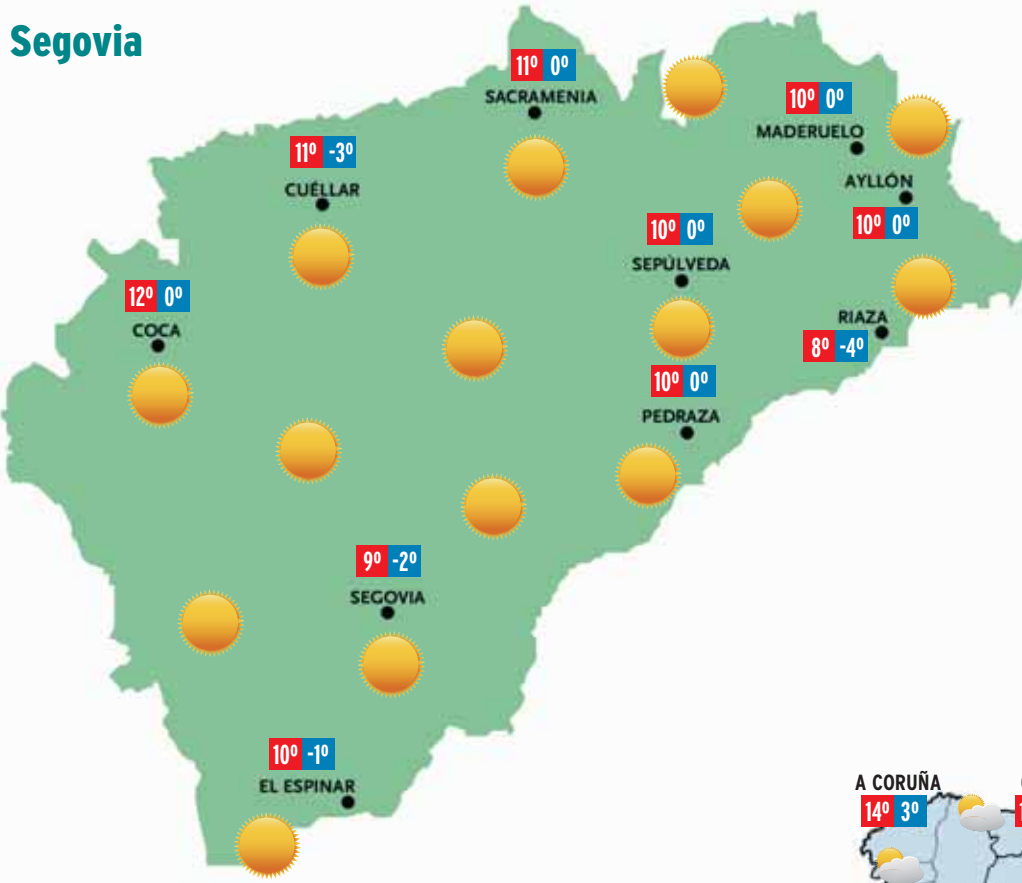 Segovia
11º 0º
SACRAMENIA
10º 0º
MADERUELO
11º -3º
CUÉLLAR
AYLLÓN
10º 0º
10º 0º
SEPÚLVEDA
12º 0º
COCA
RIAZA
8º -4º
10º 0º
PEDRAZA
9º -2º
SEGOVIA
10º -1º
EL ESPINAR
A CORUÑA
14º 3º